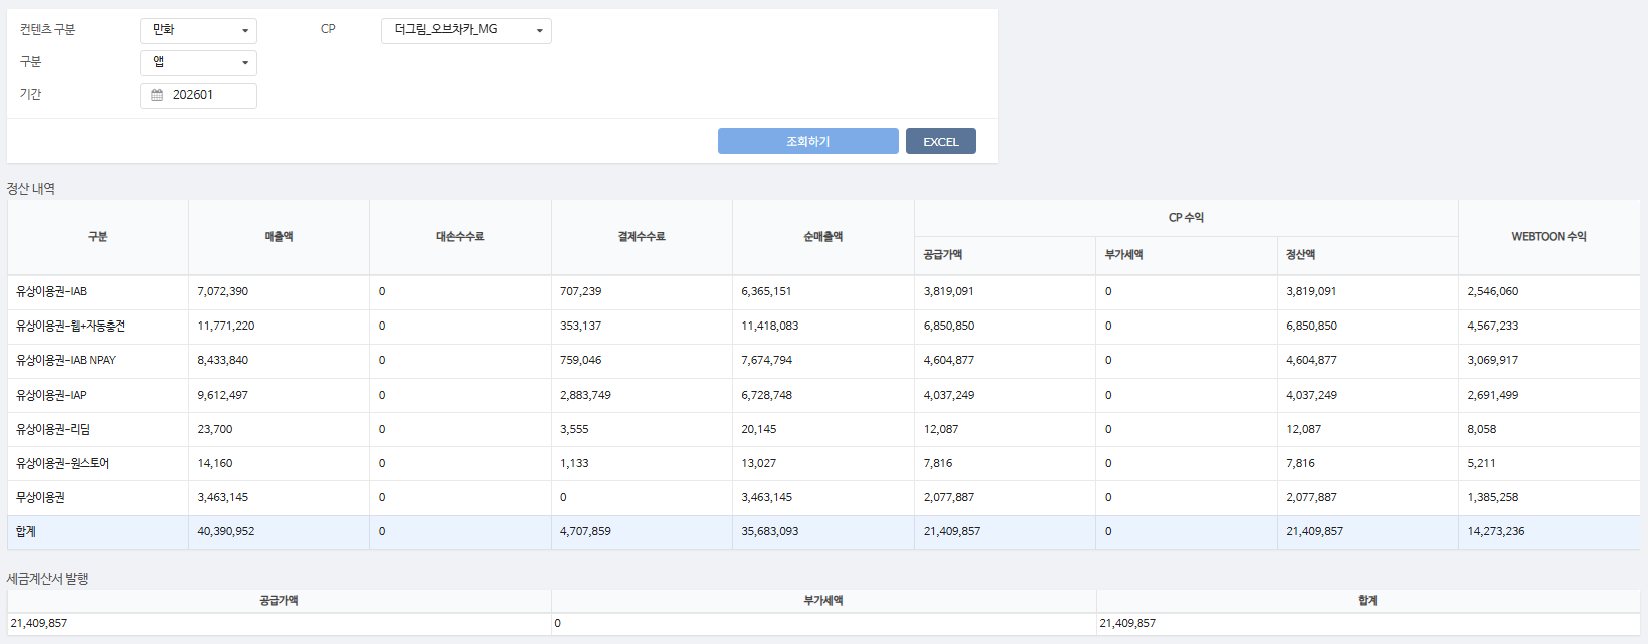 컨텐츠 구분 만화 CP 더그림_오브차카_MG
구분 앱
기간 202601
조회하기 EXCEL
정산 내역
구분 매출액 대손수수료 결제수수료 순매출액 CP 수익 WEBTOON 수익
공급가액 부가세액 정산액
유상이용권-IAB 7,072,390 0 707,239 6,365,151 3,819,091 0 3,819,091 2,546,060
유상이용권-웹+자동충전 11,771,220 0 353,137 11,418,083 6,850,850 0 6,850,850 4,567,233
유상이용권-IAB NPAY 8,433,840 0 759,046 7,674,794 4,604,877 0 4,604,877 3,069,917
유상이용권-IAP 9,612,497 0 2,883,749 6,728,748 4,037,249 0 4,037,249 2,691,499
유상이용권-리딤 23,700 0 3,555 20,145 12,087 0 12,087 8,058
유상이용권-원스토어 14,160 0 1,133 13,027 7,816 0 7,816 5,211
무상이용권 3,463,145 0 0 3,463,145 2,077,887 0 2,077,887 1,385,258
합계 40,390,952 0 4,707,859 35,683,093 21,409,857 0 21,409,857 14,273,236
세금계산서 발행
공급가액 부가세액 합계
21,409,857 0 21,409,857